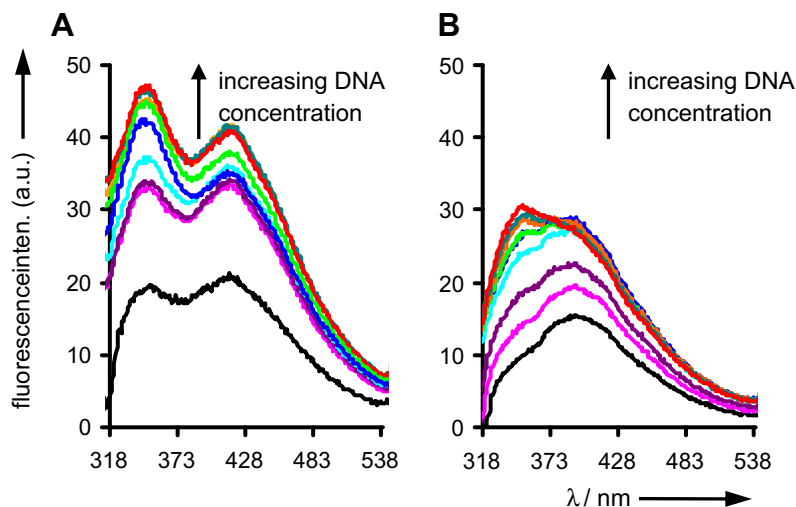 A
B
increasing DNA
concentration
increasing DNA
concentration
fluorescenceinten. (a.u.)
50
40
30
20
10
0
318 373 428 483 538
50
40
30
20
10
0
318 373 428 483 538
λ / nm